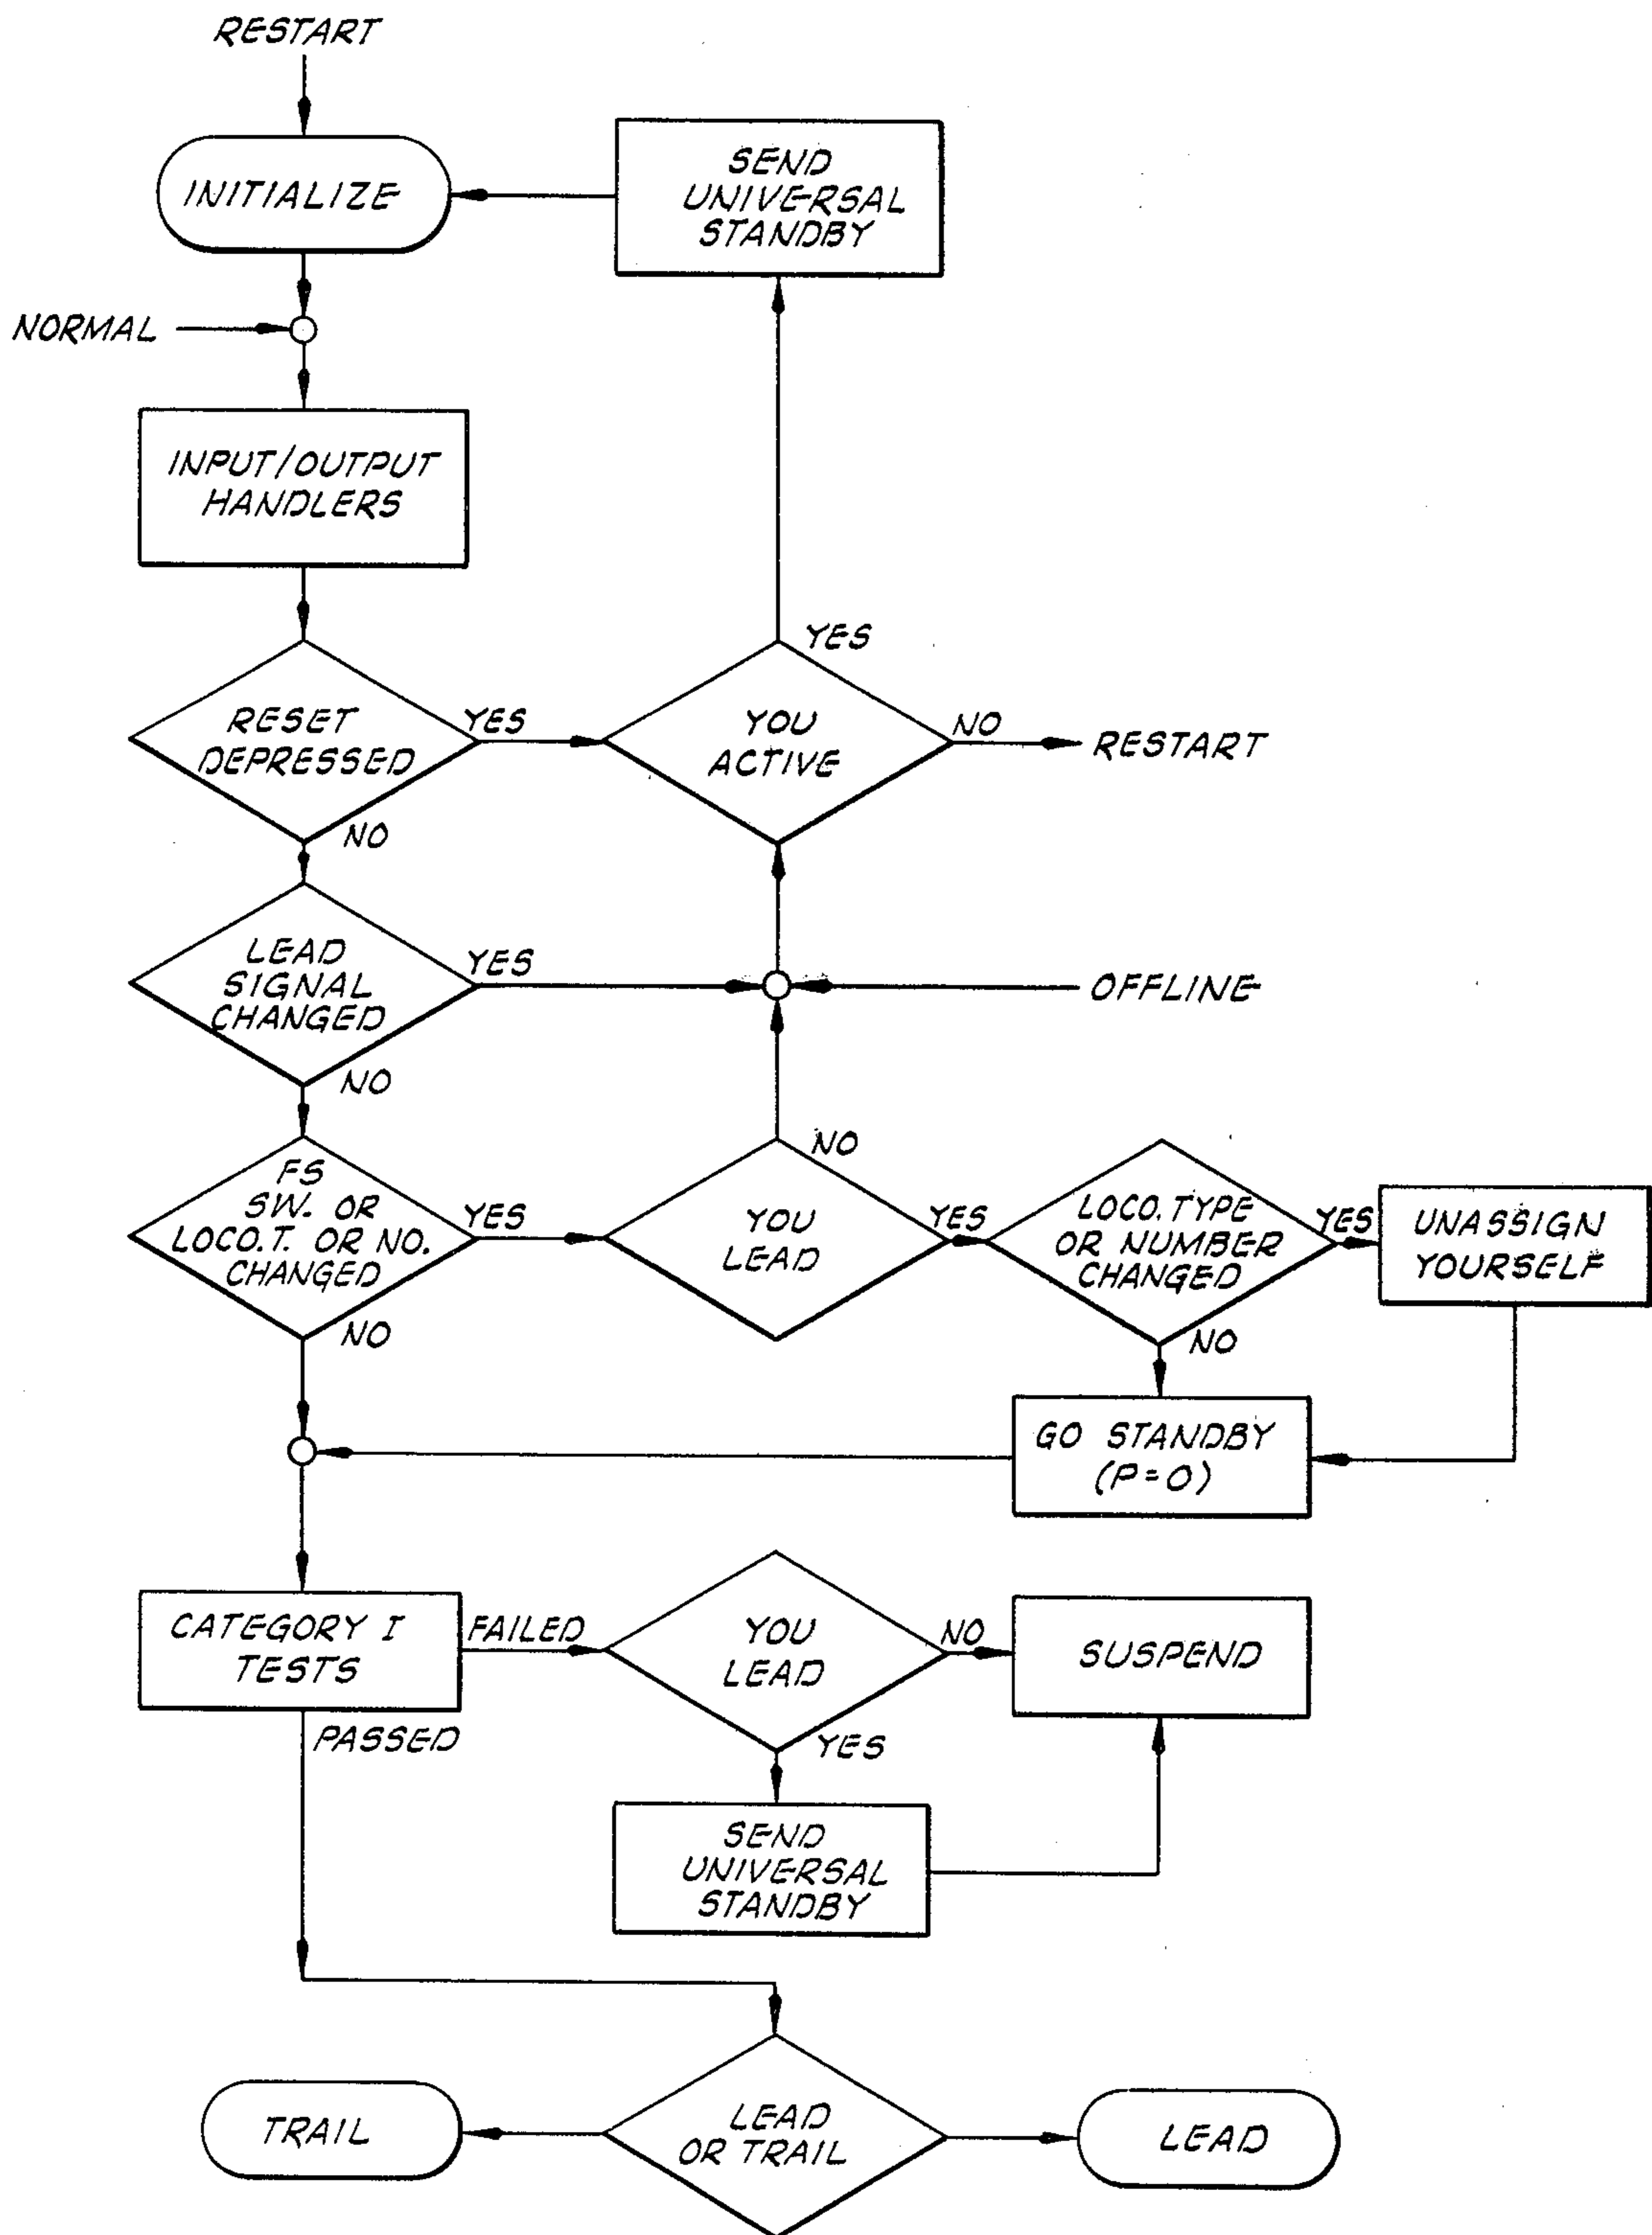 RESTART
INITIALIZE
SEND
UNIVERSAL
STANDBY
NORMAL
INPUT/OUTPUT
HANDLERS
RESET
DEPRESSED
YES
NO
YOU
ACTIVE
YES
NO
RESTART
LEAD
SIGNAL
CHANGED
YES
NO
OFFLINE
FS
SW. OR
LOCO.T. OR NO.
CHANGED
YES
NO
YOU
LEAD
NO
YES
LOCO. TYPE
OR NUMBER
CHANGED
YES
NO
UNASSIGN
YOURSELF
GO STANDBY
(P=0)
CATEGORY I
TESTS
FAILED
PASSED
YOU
LEAD
NO
YES
SUSPEND
SEND
UNIVERSAL
STANDBY
TRAIL
LEAD
OR TRAIL
LEAD